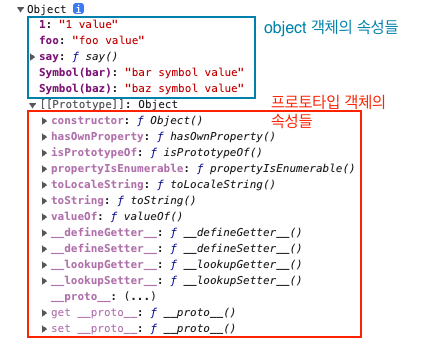 Object i
1: "1 value"
object 객체의 속성들
foo: "foo value"
say: ƒ say()
Symbol(bar): "bar symbol value"
Symbol(baz): "baz symbol value"
[[Prototype]]: Object
프로토타입 객체의
속성들
constructor: ƒ Object()
hasOwnProperty: ƒ hasOwnProperty()
isPrototypeOf: ƒ isPrototypeOf()
propertyIsEnumerable: ƒ propertyIsEnumerable()
toLocaleString: ƒ toLocaleString()
toString: ƒ toString()
valueOf: ƒ valueOf()
__defineGetter__: ƒ __defineGetter__()
__defineSetter__: ƒ __defineSetter__()
__lookupGetter__: ƒ __lookupGetter__()
__lookupSetter__: ƒ __lookupSetter__()
__proto__: (...)
get __proto__: ƒ __proto__()
set __proto__: ƒ __proto__()